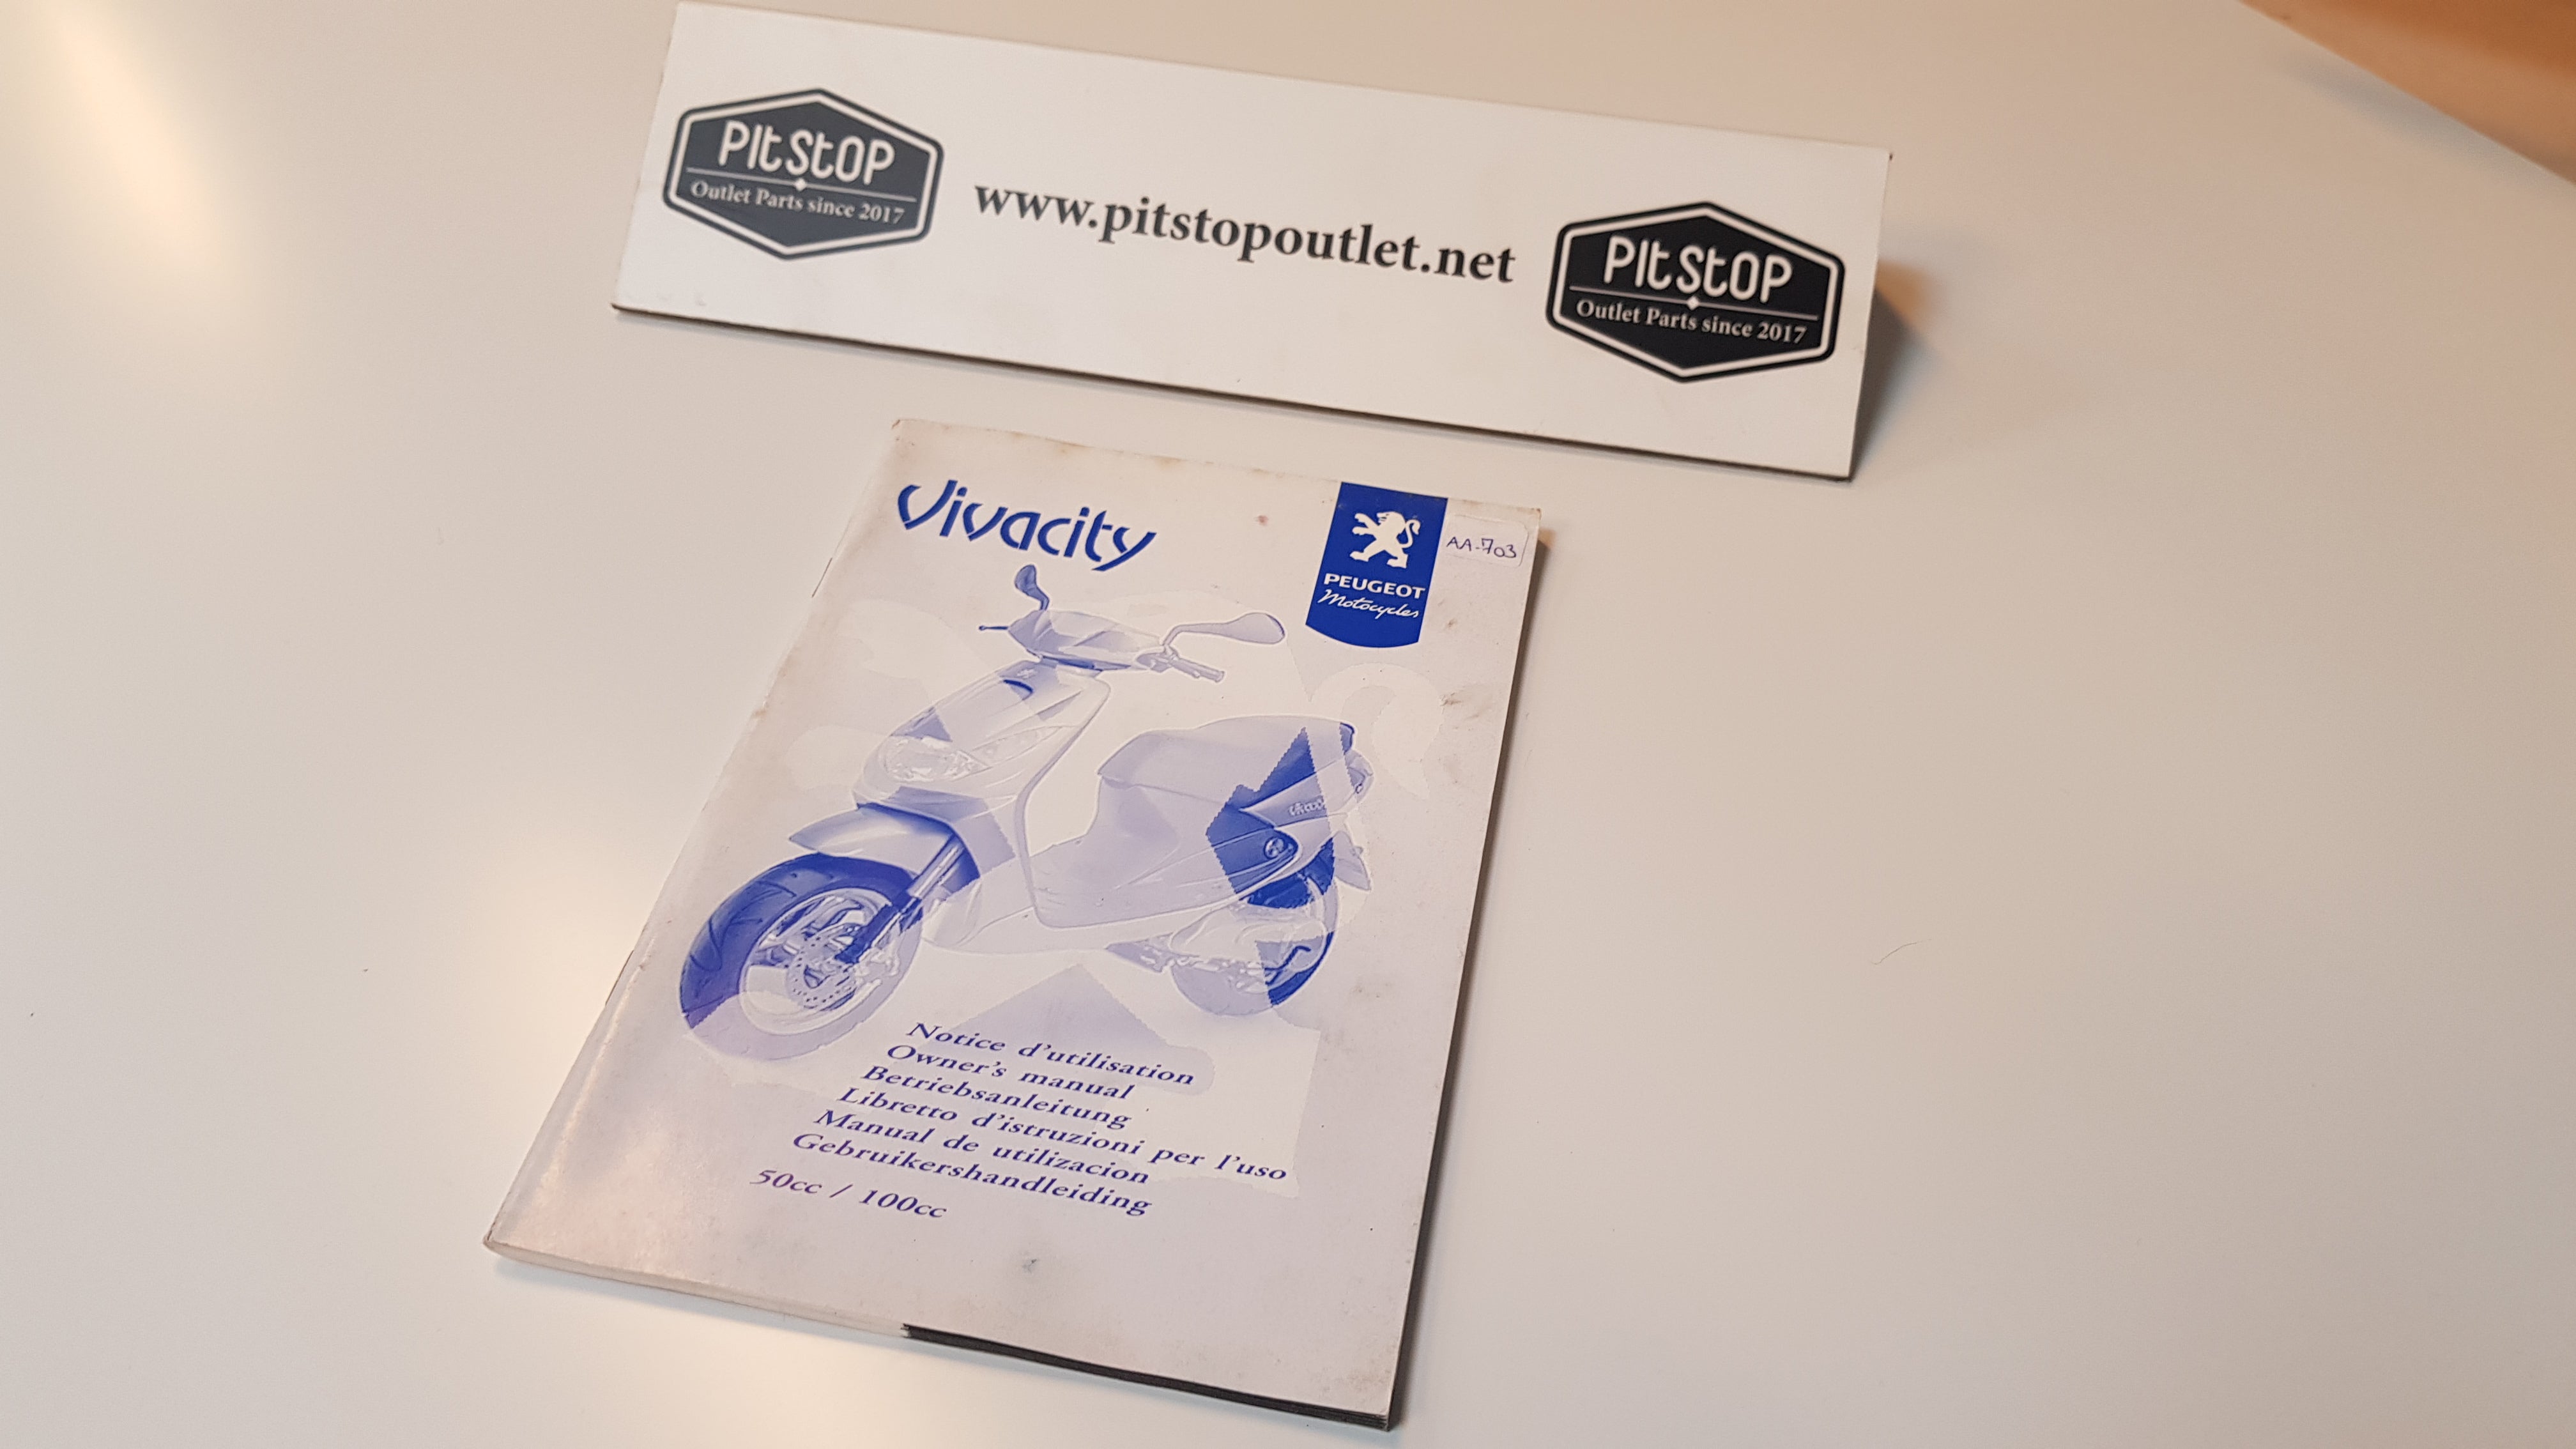 PitStop
Outlet Parts since 2017
www.pitstopoutlet.net
PitStop
Outlet Parts since 2017
Vivacity
PEUGEOT
Motocycles
AA-703
Notice d'utilisation
Owner's manual
Betriebsanleitung
Libretto d'istruzioni per l'uso
Manual de utilizacion
Gebruikershandleiding
50cc / 100cc